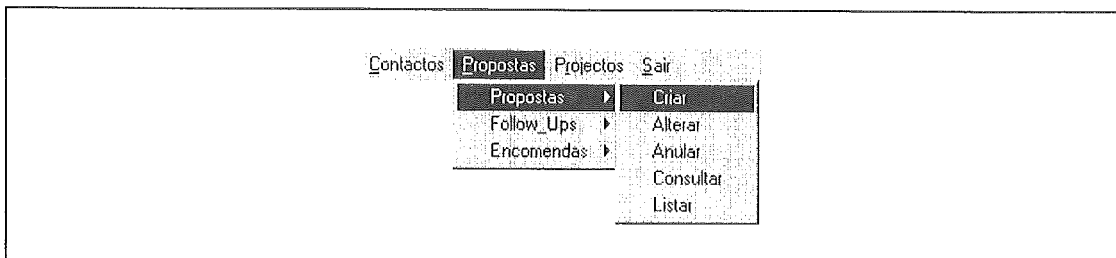 Contactos Propostas Projectos Sair
Propostas Criar
Follow_Ups Alterar
Encomendas Anular
Consultar
Listar